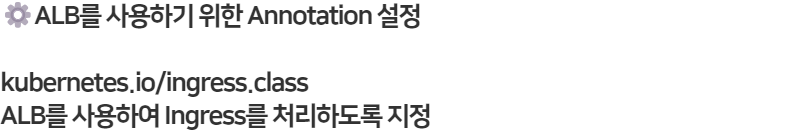 ALB를 사용하기 위한 Annotation 설정
kubernetes.io/ingress.class
ALB를 사용하여 Ingress를 처리하도록 지정